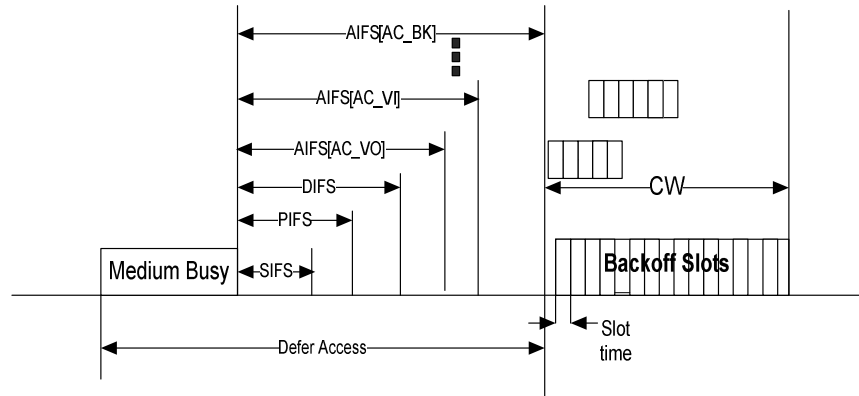 AIFS[AC_BK]
AIFS[AC_VI]
AIFS[AC_VO]
DIFS
CW
PIFS
Medium Busy
SIFS
Backoff Slots
Slot
time
Defer Access